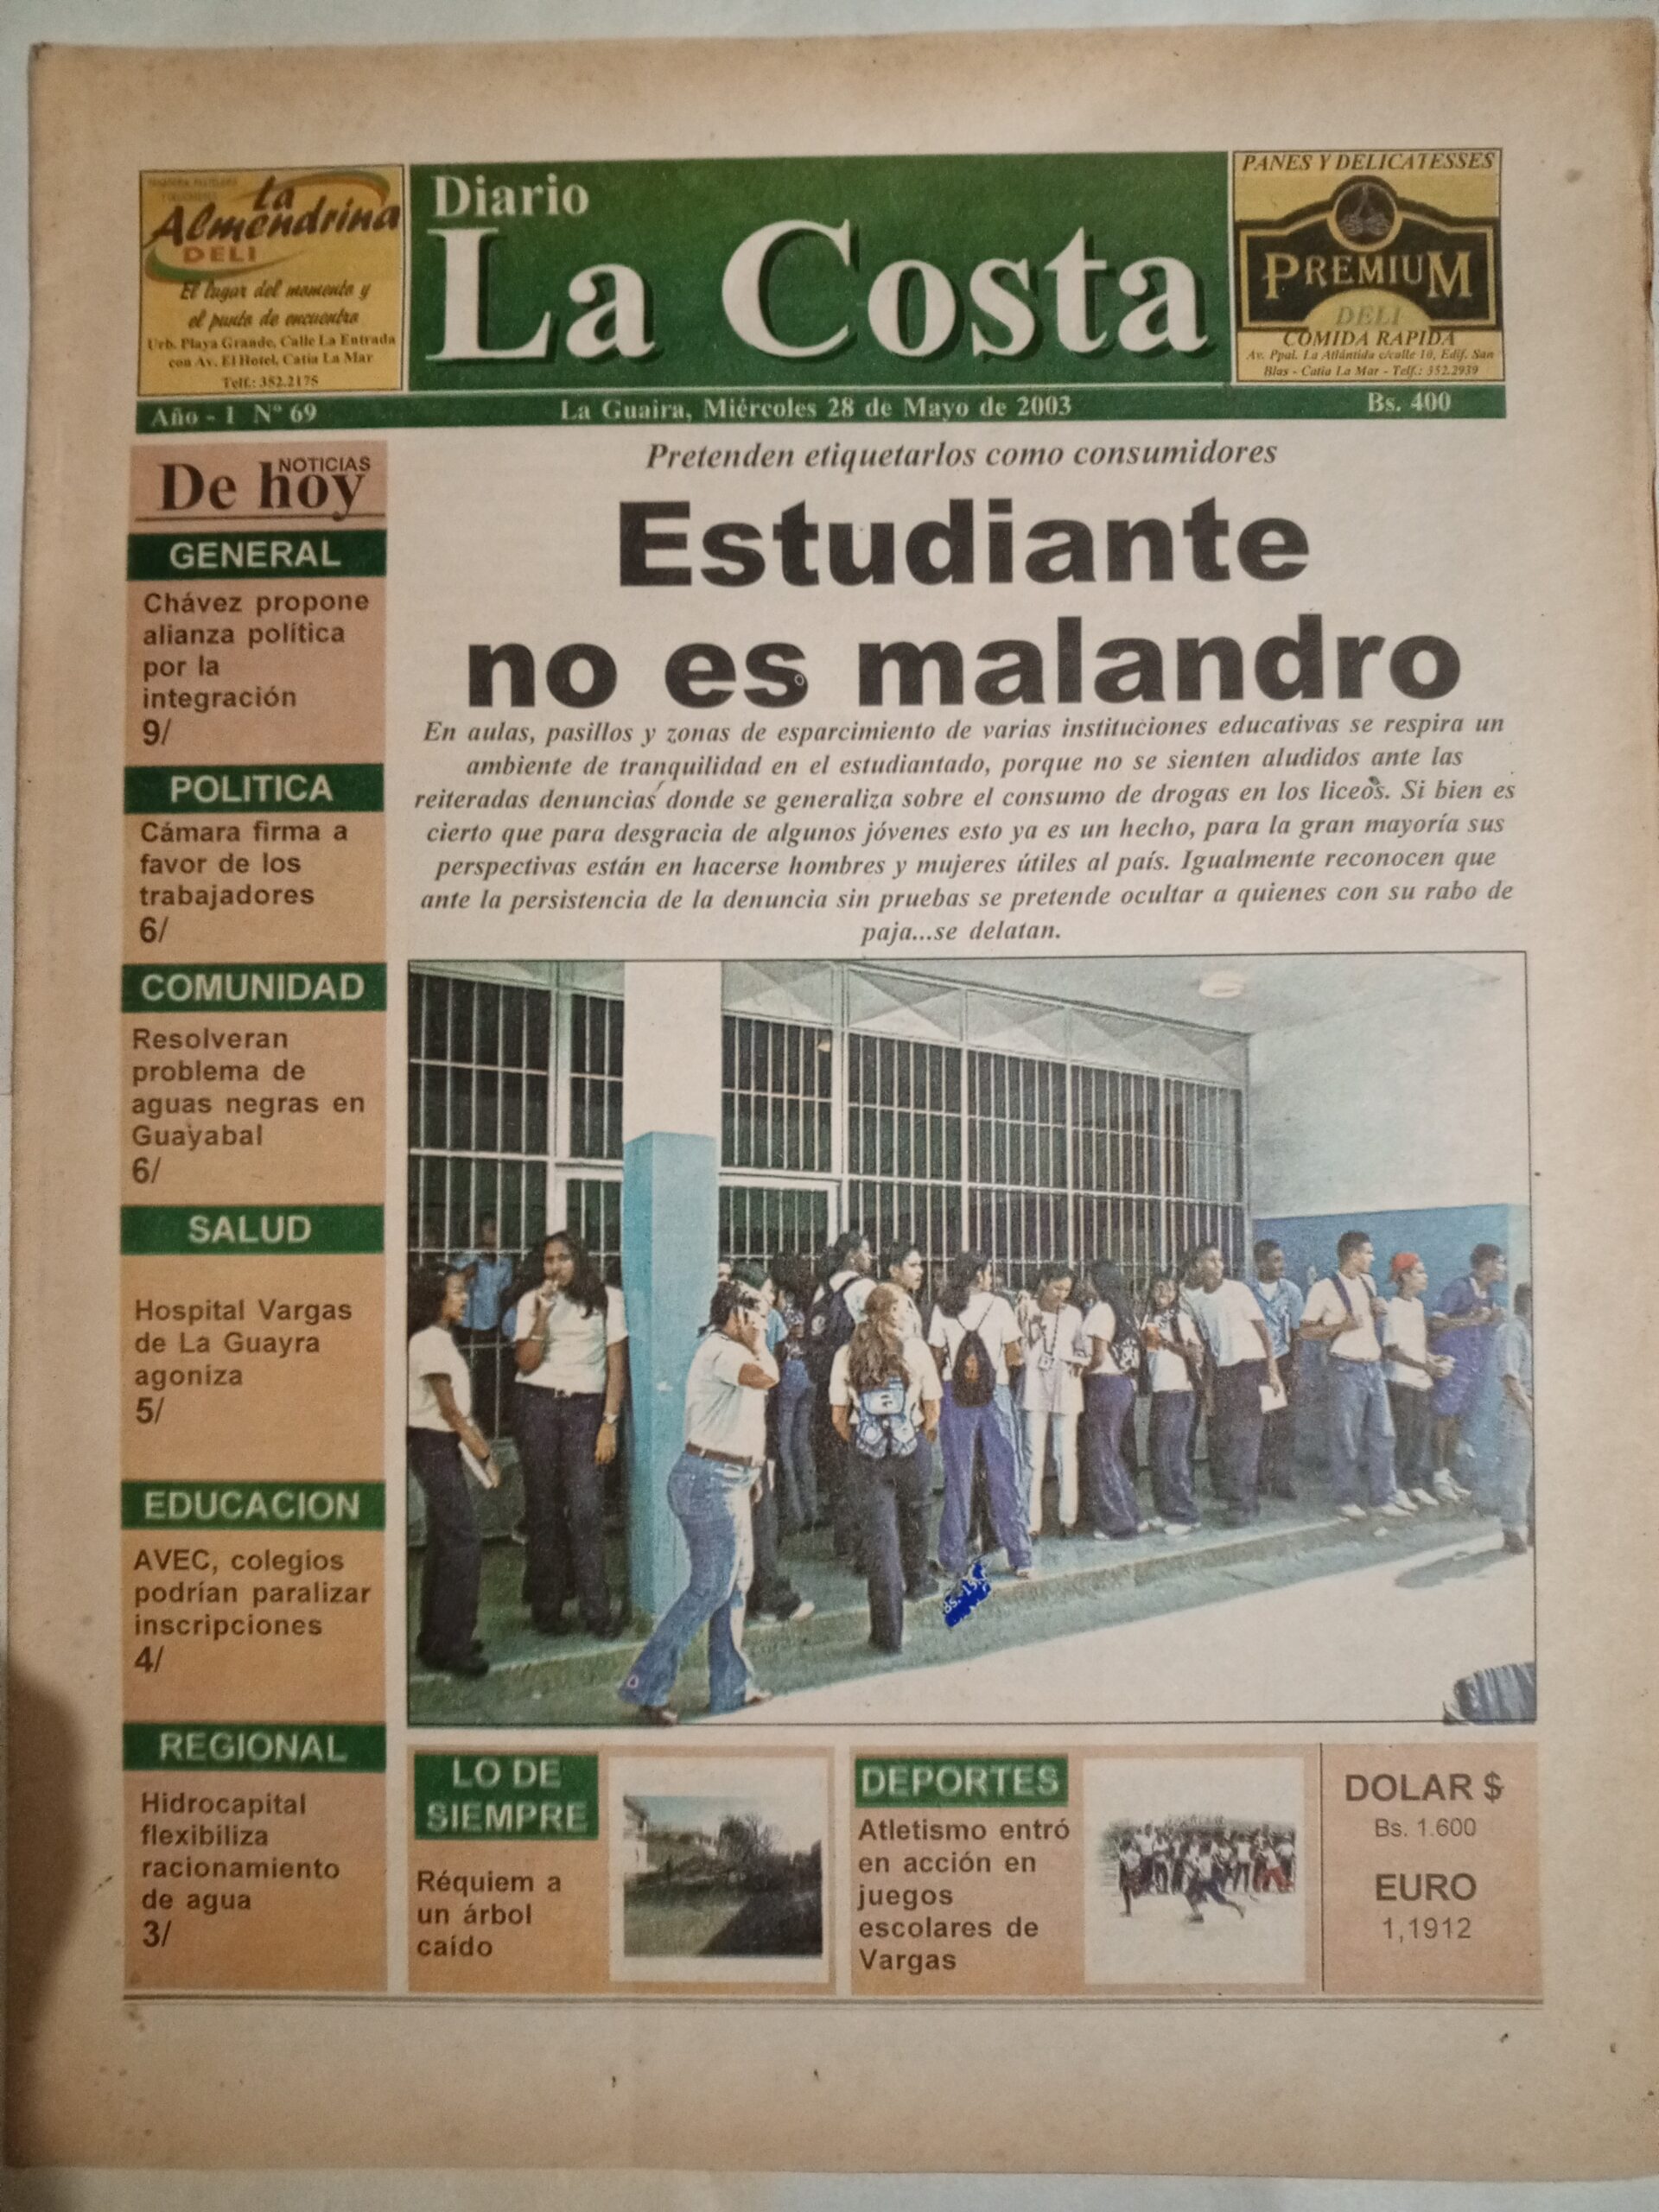 La
Almendrina
DELI
El lugar del momento y
el punto de encuentro
Urb. Playa Grande, Calle La Entrada
con Av. El Hotel, Catia La Mar
Telf.: 352.2175
Diario
La Costa
PANES Y DELICATESSES
PREMIUM
DELI
COMIDA RAPIDA
Av. Ppal. La Atlántida c/calle 10, Edif. San
Blas - Catia La Mar - Telf.: 352.2939
Año - I Nº 69
La Guaira, Miércoles 28 de Mayo de 2003
Bs. 400
NOTICIAS
De hoy
GENERAL
Chávez propone
alianza política
por la
integración
9/
POLITICA
Cámara firma a
favor de los
trabajadores
6/
COMUNIDAD
Resolveran
problema de
aguas negras en
Guayabal
6/
SALUD
Hospital Vargas
de La Guayra
agoniza
5/
EDUCACION
AVEC, colegios
podrían paralizar
inscripciones
4/
REGIONAL
Hidrocapital
flexibiliza
racionamiento
de agua
3/
Pretenden etiquetarlos como consumidores
Estudiante
no es malandro
En aulas, pasillos y zonas de esparcimiento de varias instituciones educativas se respira un
ambiente de tranquilidad en el estudiantado, porque no se sienten aludidos ante las
reiteradas denuncias donde se generaliza sobre el consumo de drogas en los liceos. Si bien es
cierto que para desgracia de algunos jóvenes esto ya es un hecho, para la gran mayoría sus
perspectivas están en hacerse hombres y mujeres útiles al país. Igualmente reconocen que
ante la persistencia de la denuncia sin pruebas se pretende ocultar a quienes con su rabo de
paja...se delatan.
LO DE
SIEMPRE
Réquiem a
un árbol
caído
DEPORTES
Atletismo entró
en acción en
juegos
escolares de
Vargas
DOLAR $
Bs. 1.600
EURO
1,1912